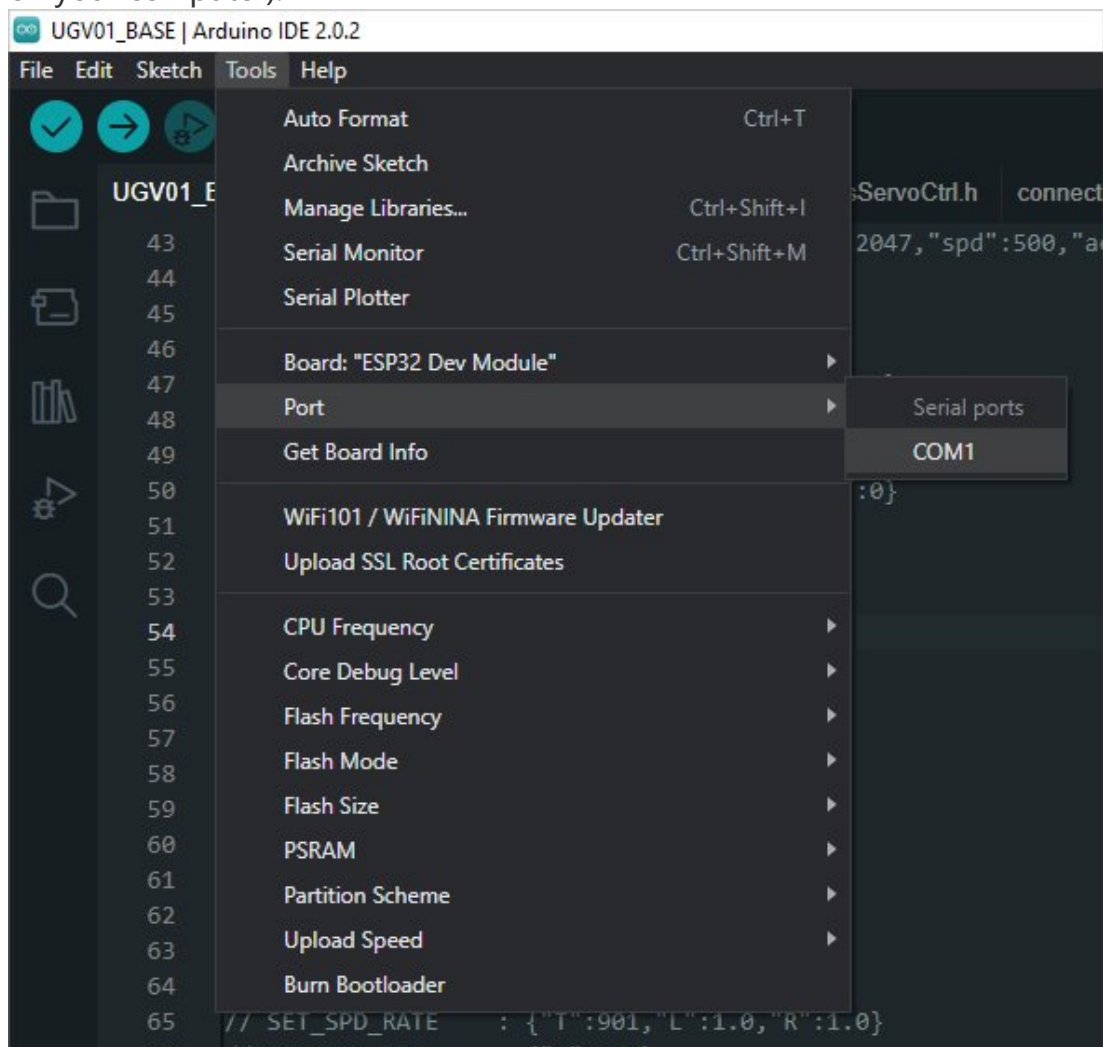 UGV01_BASE | Arduino IDE 2.0.2
File Edit Sketch Tools Help
Auto Format Ctrl+T
Archive Sketch
UGV01_B
Manage Libraries... Ctrl+Shift+I
sServoCtrl.h connect
43 Serial Monitor Ctrl+Shift+M 2047,"spd":500,"a
44
Serial Plotter
45
46
Board: "ESP32 Dev Module"
47
Port Serial ports
48
49 Get Board Info COM1
50 :0}
WiFi101 / WiFiNINA Firmware Updater
51
52 Upload SSL Root Certificates
53
54 CPU Frequency
55 Core Debug Level
56 Flash Frequency
57
58 Flash Mode
59 Flash Size
60 PSRAM
61
Partition Scheme
62
63 Upload Speed
64 Burn Bootloader
65 // SET_SPD_RATE : {"T":901,"L":1.0,"R":1.0}